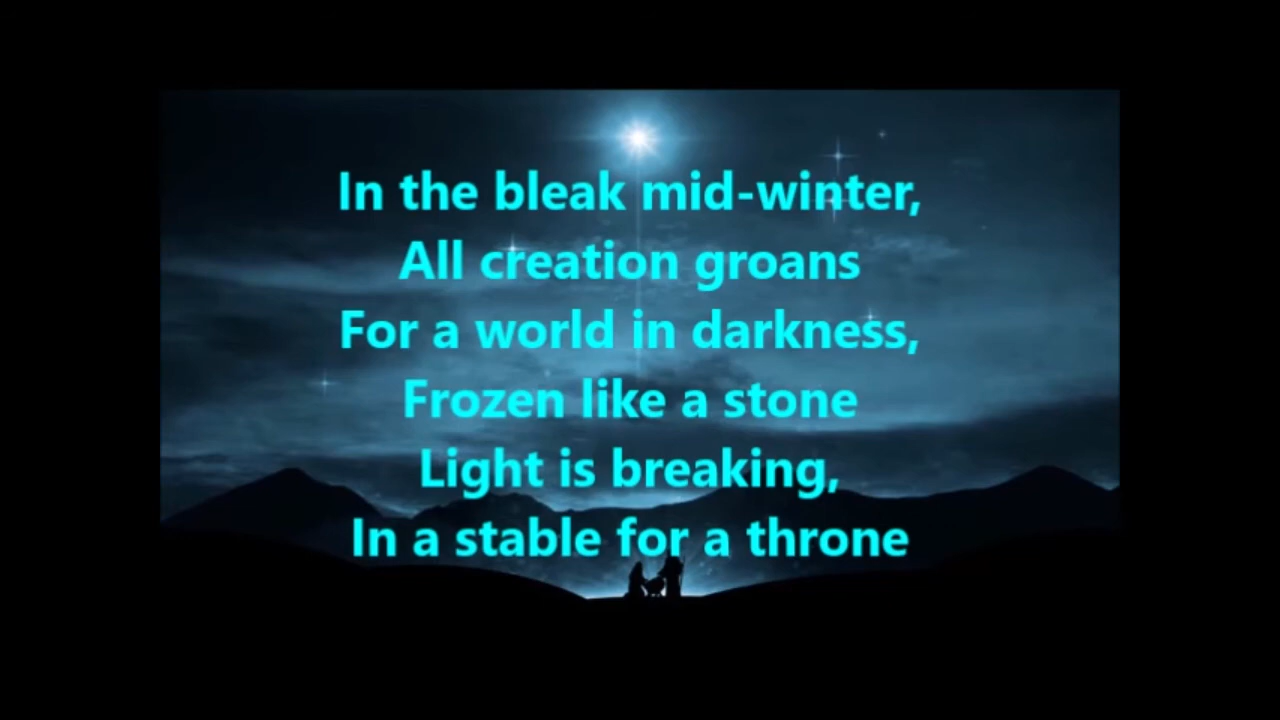 In the bleak mid-winter,
All creation groans
For a world in darkness,
Frozen like a stone
Light is breaking,
In a stable for a throne